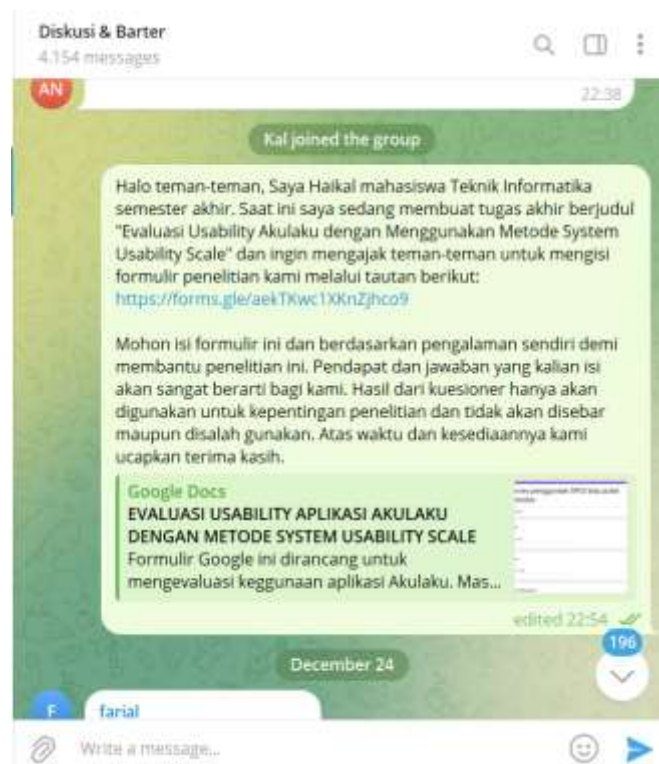 Diskusi & Barter
4.154 messages
AN
22:38
Kal joined the group
Halo teman-teman, Saya Haikal mahasiswa Teknik Informatika
semester akhir. Saat ini saya sedang membuat tugas akhir berjudul
"Evaluasi Usability Akulaku dengan Menggunakan Metode System
Usability Scale" dan ingin mengajak teman-teman untuk mengisi
formulir penelitian kami melalui tautan berikut:
https://forms.gle/aekTKwc1XKnZjhco9
Mohon isi formulir ini dan berdasarkan pengalaman sendiri demi
membantu penelitian ini. Pendapat dan jawaban yang kalian isi
akan sangat berarti bagi kami. Hasil dari kuesioner hanya akan
digunakan untuk kepentingan penelitian dan tidak akan disebar
maupun disalah gunakan. Atas waktu dan kesediaannya kami
ucapkan terima kasih.
Google Docs
EVALUASI USABILITY APLIKASI AKULAKU
DENGAN METODE SYSTEM USABILITY SCALE
Formulir Google ini dirancang untuk
mengevaluasi keggunaan aplikasi Akulaku. Mas...
edited 22:54
196
December 24
F
farial
Write a message...